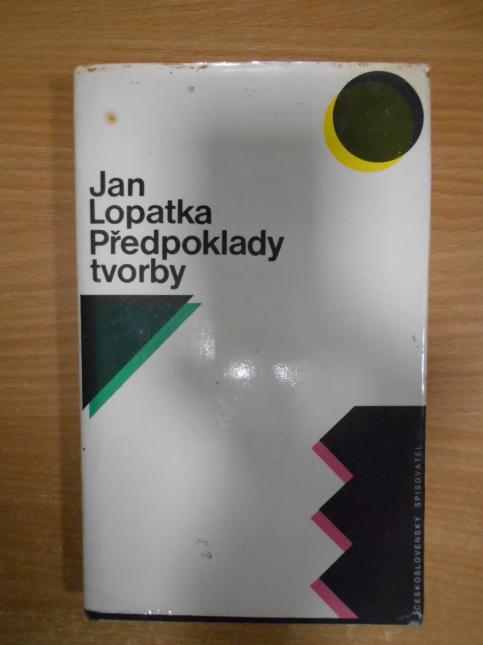 Jan
Lopatka
Předpoklady
tvorby
ČESKOSLOVENSKÝ SPISOVATEL